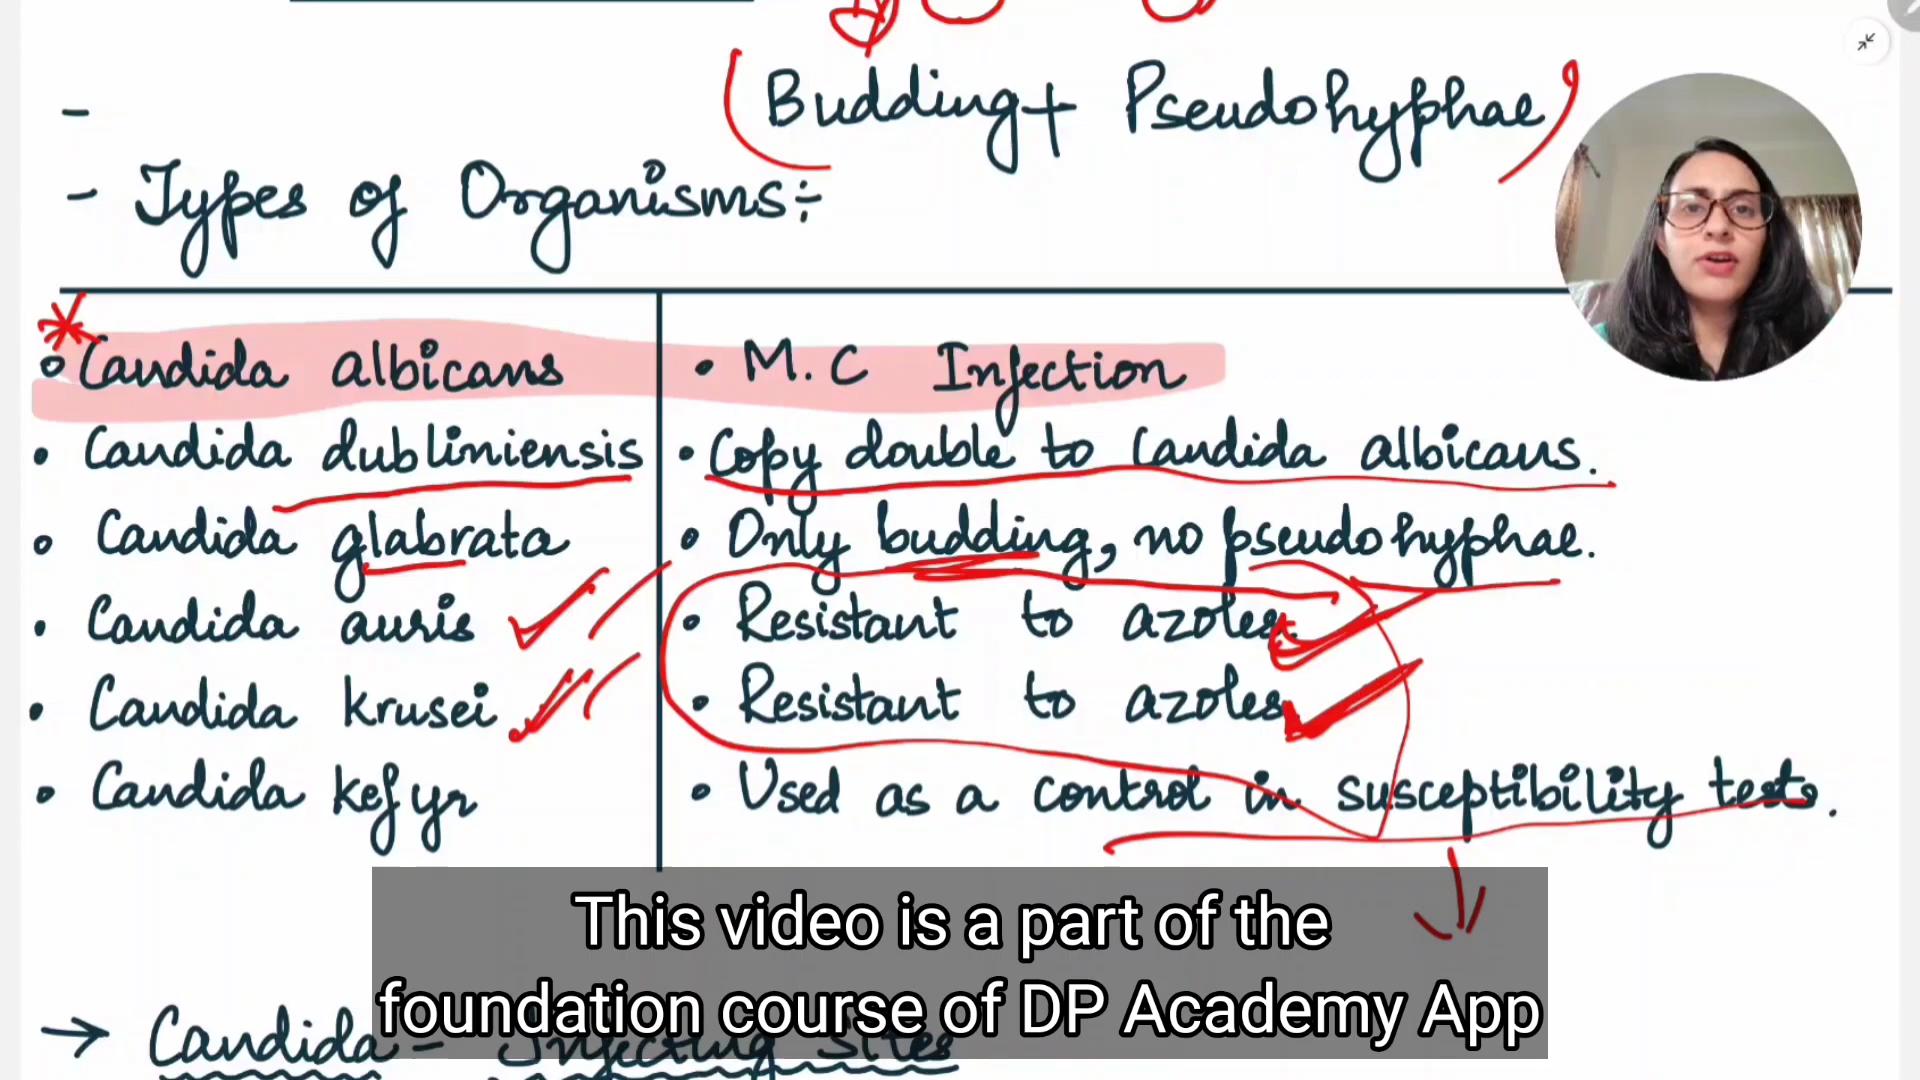 Budding + Pseudohyphae
-
- Types of Organisms:-
• Candida albicans • M.C Infection
• Candida dubliniensis • Copy double to Candida albicans.
• Candida glabrata • Only budding, no pseudohyphae.
• Candida auris • Resistant to azoles.
• Candida krusei • Resistant to azoles
• Candida kefyr • Used as a control in susceptibility tests.
This video is a part of the
foundation course of DP Academy App
→ Candida - Infecting Sites